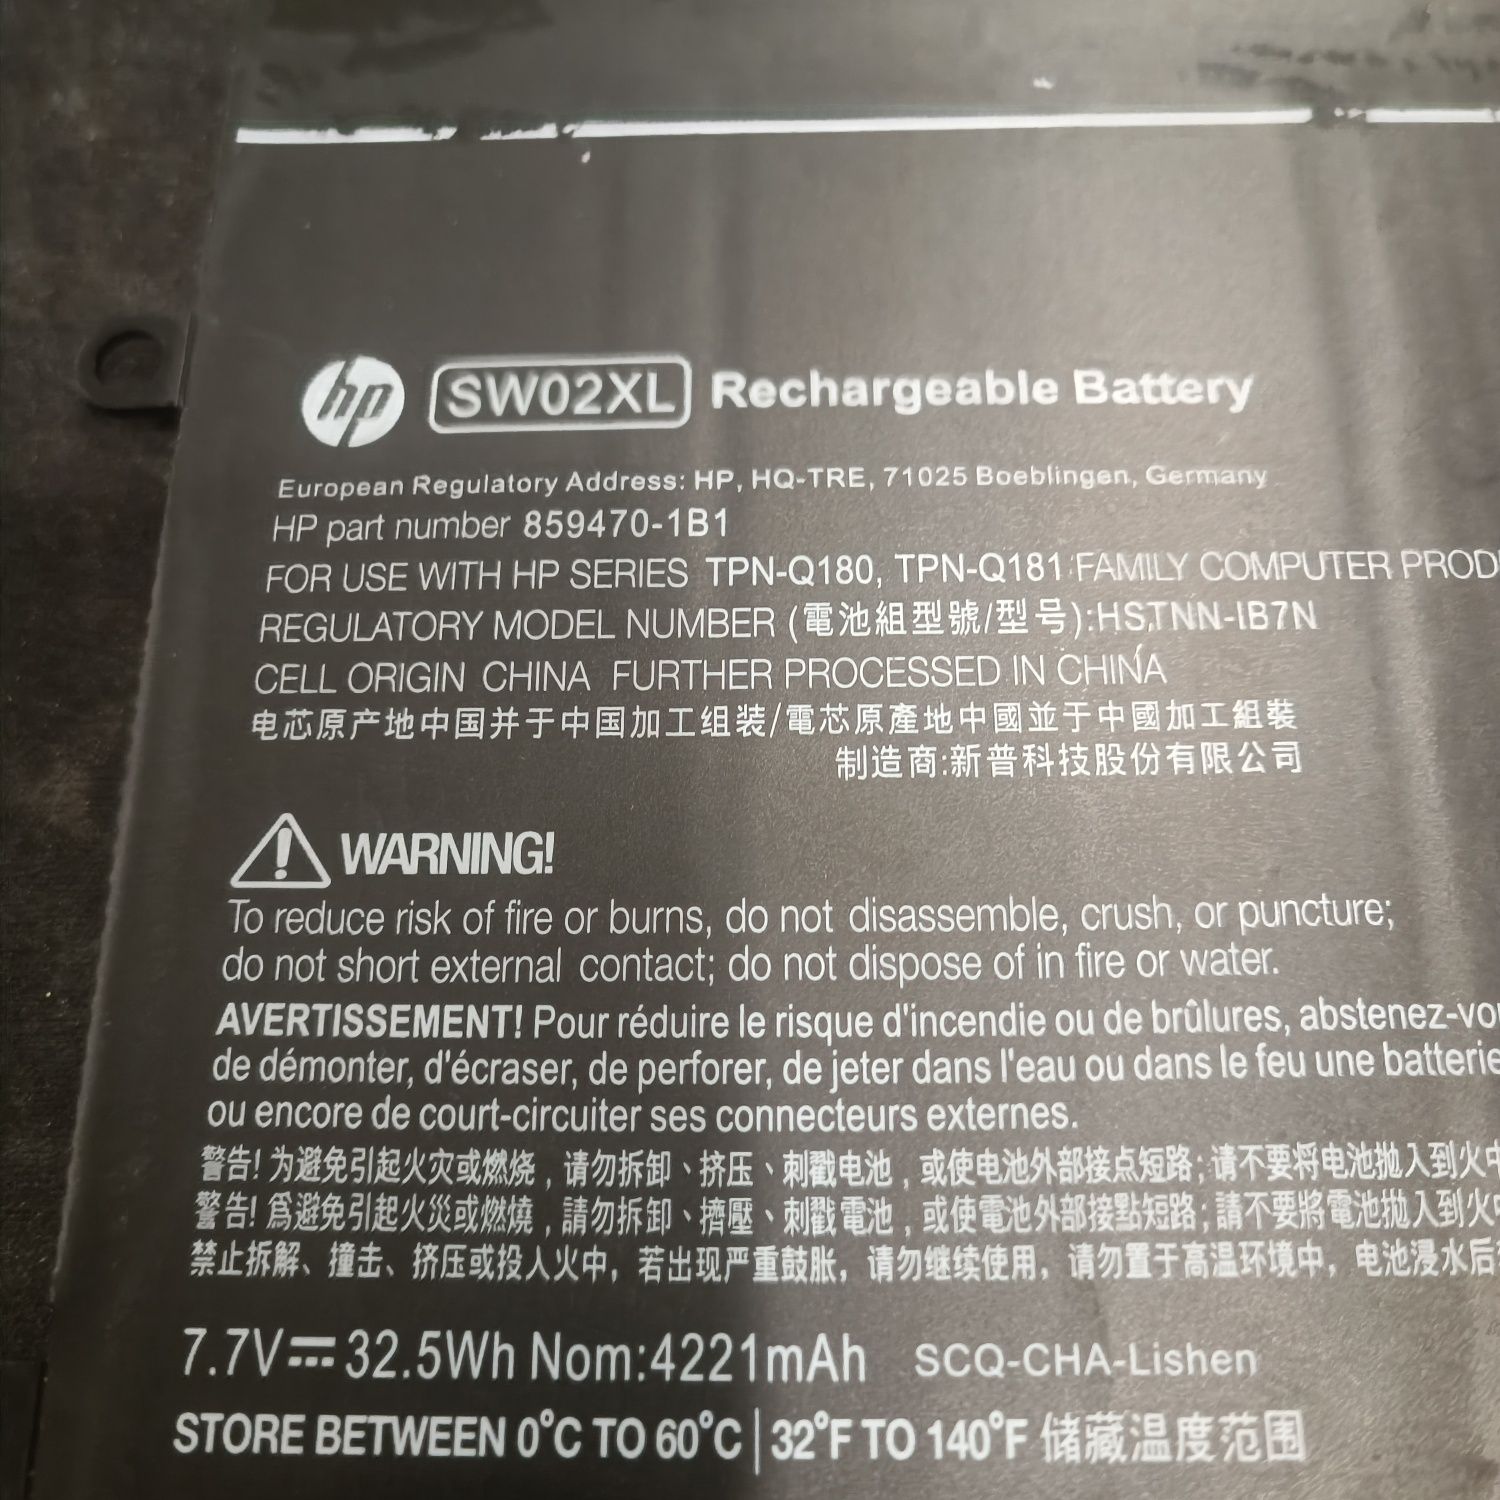 hp SW02XL Rechargeable Battery
European Regulatory Address: HP, HQ-TRE, 71025 Boeblingen, Germany
HP part number 859470-1B1
FOR USE WITH HP SERIES TPN-Q180, TPN-Q181 FAMILY COMPUTER PROD
REGULATORY MODEL NUMBER (電池組型號/型号):HSTNN-IB7N
CELL ORIGIN CHINA FURTHER PROCESSED IN CHINA
电芯原产地中国并于中国加工组装/電芯原產地中國並于中國加工組裝
制造商:新普科技股份有限公司
WARNING!
To reduce risk of fire or burns, do not disassemble, crush, or puncture;
do not short external contact; do not dispose of in fire or water.
AVERTISSEMENT! Pour réduire le risque d'incendie ou de brûlures, abstenez-vou
de démonter, d'écraser, de perforer, de jeter dans l'eau ou dans le feu une batterie
ou encore de court-circuiter ses connecteurs externes.
警告! 为避免引起火灾或燃烧,请勿拆卸、挤压、刺戳电池,或使电池外部接点短路;请不要将电池抛入到火中
警告! 爲避免引起火災或燃燒,請勿拆卸、擠壓、刺戳電池,或使電池外部接點短路;請不要將電池拋入到火中
禁止拆解、撞击、挤压或投入火中，若出现严重鼓胀，请勿继续使用，请勿置于高温环境中，电池浸水后
7.7V⎓32.5Wh Nom:4221mAh SCQ-CHA-Lishen
STORE BETWEEN 0°C TO 60°C | 32°F TO 140°F 储藏温度范围